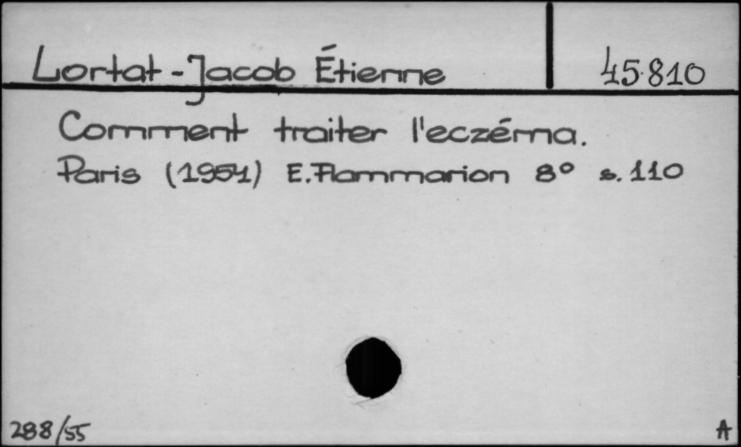 Lortat-Jacob Étienne 45.810
Comment traiter l'eczéma.
Paris (1954) E. Flammarion 8° s. 110
288/55 A